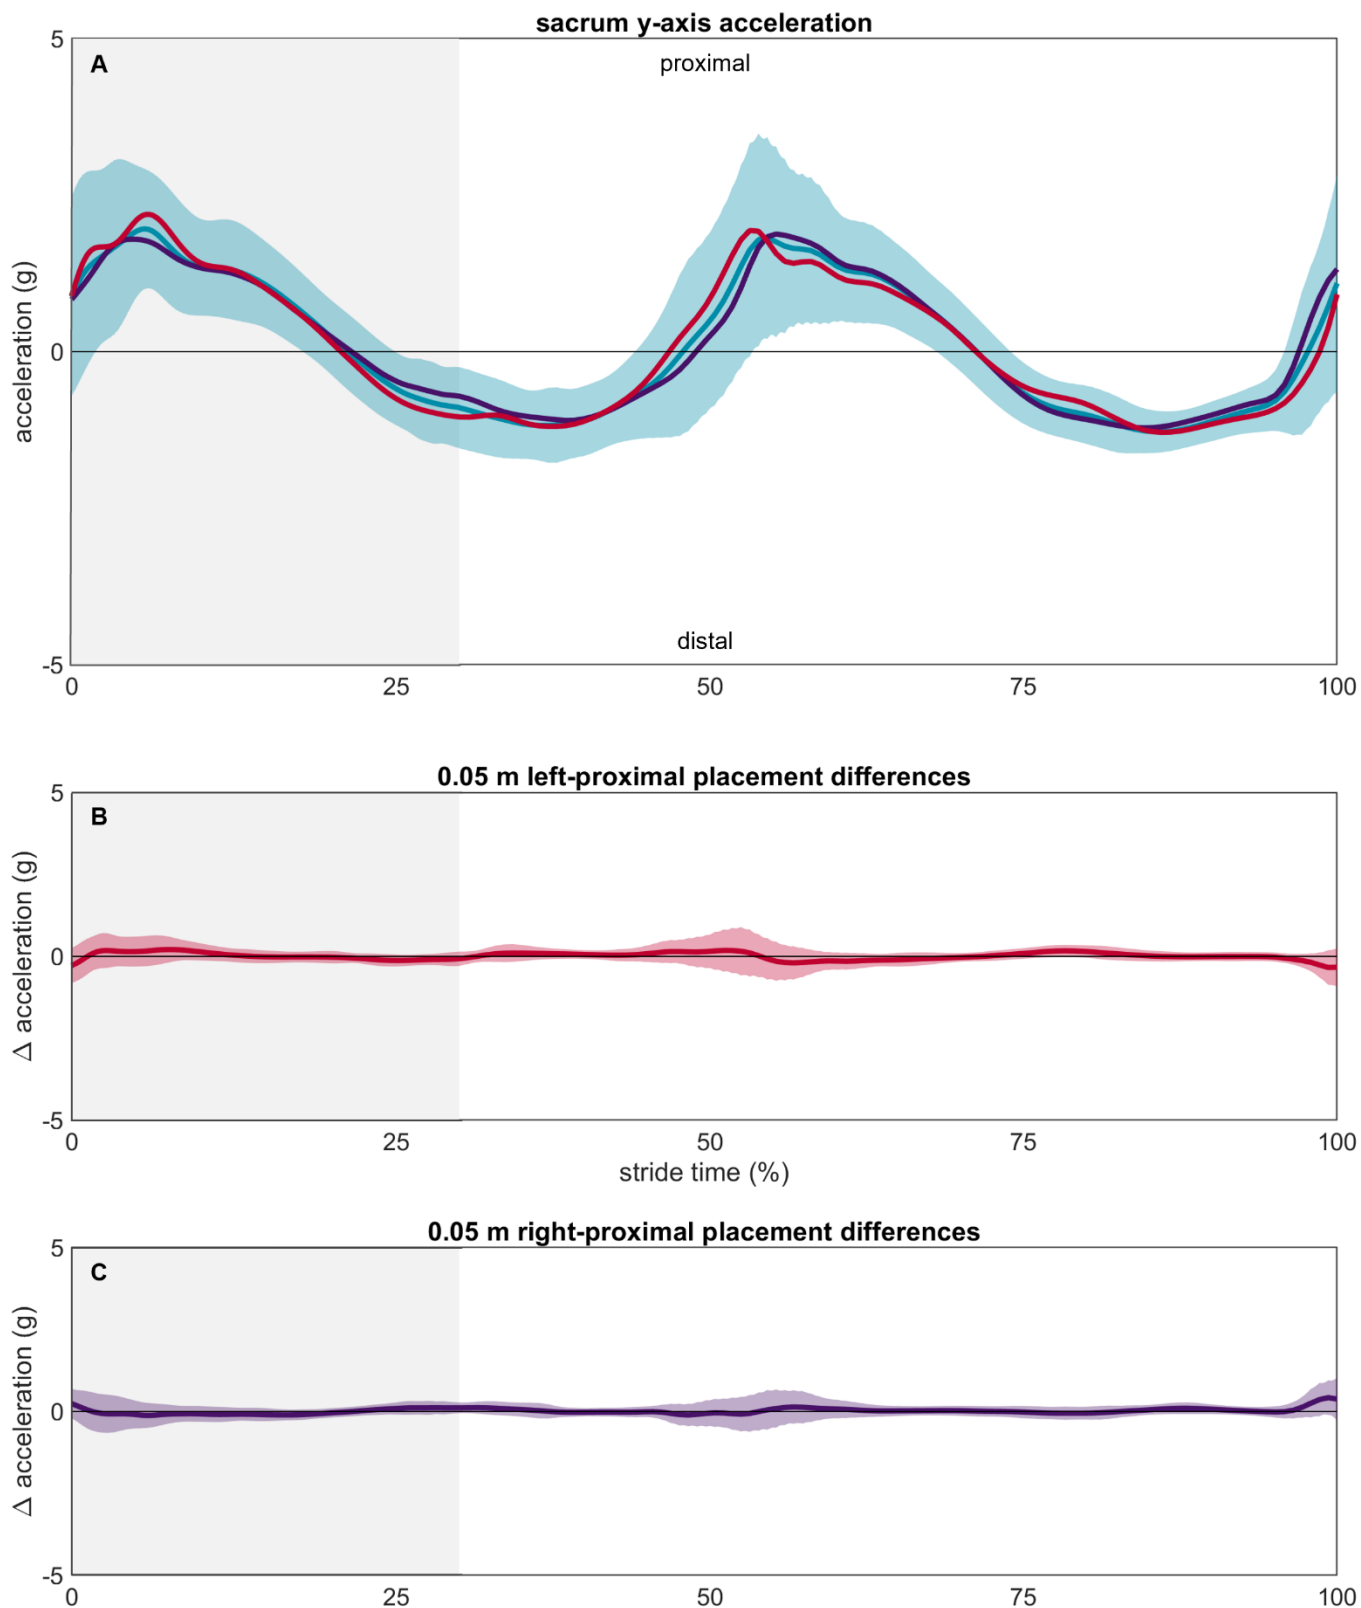 sacrum y-axis acceleration
5
A
proximal
acceleration (g)
0
distal
-5
0 25 50 75 100
0.05 m left-proximal placement differences
5
B
Δ acceleration (g)
0
-5
0 25 50 75 100
stride time (%)
0.05 m right-proximal placement differences
5
C
Δ acceleration (g)
0
-5
0 25 50 75 100